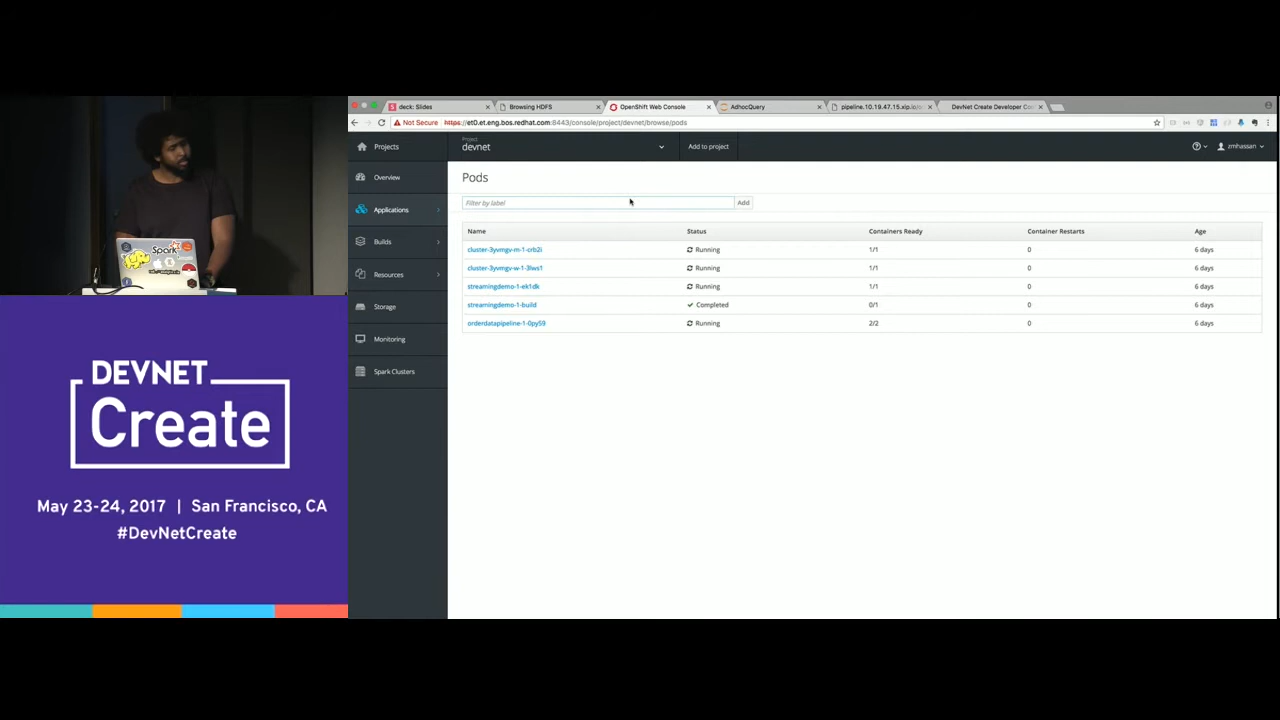 deck: Slides
Browsing HDFS
OpenShift Web Console
AdhocQuery
pipeline.10.19.47.15.xip.io/
DevNet Create Developer Co
Not Secure https://et0.et.eng.bos.redhat.com:8443/console/project/devnet/browse/pods
Projects
Project
devnet
Add to project
zmhassan
Overview
Applications
Builds
Resources
Storage
Monitoring
Spark Clusters
Pods
Filter by label
Add
Name Status Containers Ready Container Restarts Age
cluster-3yvmgv-m-1-crb2i Running 1/1 0 6 days
cluster-3yvmgv-w-1-3lws1 Running 1/1 0 6 days
streamingdemo-1-ek1dk Running 1/1 0 6 days
streamingdemo-1-build Completed 0/1 0 6 days
orderdatapipeline-1-0py59 Running 2/2 0 6 days
Spark
DEVNET
Create
May 23-24, 2017 | San Francisco, CA
#DevNetCreate